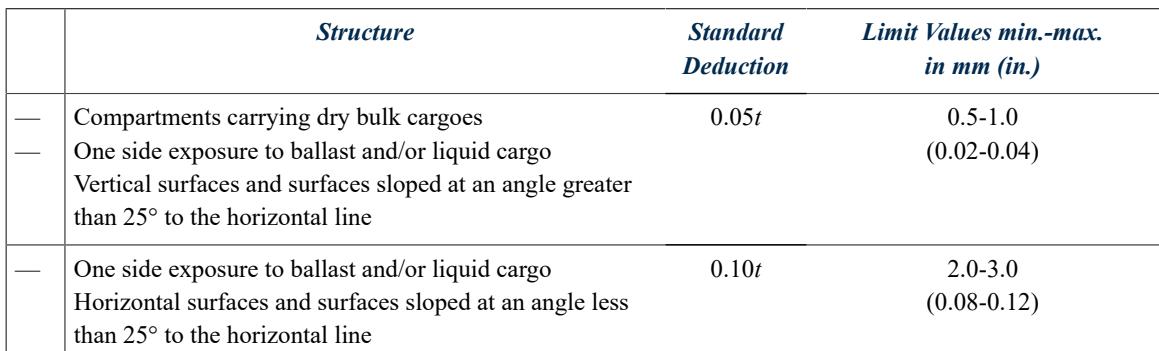 Structure Standard Deduction Limit Values min.-max. in mm (in.)
— Compartments carrying dry bulk cargoes 0.05t 0.5-1.0
— One side exposure to ballast and/or liquid cargo (0.02-0.04)
Vertical surfaces and surfaces sloped at an angle greater
than 25° to the horizontal line
— One side exposure to ballast and/or liquid cargo 0.10t 2.0-3.0
Horizontal surfaces and surfaces sloped at an angle less (0.08-0.12)
than 25° to the horizontal line